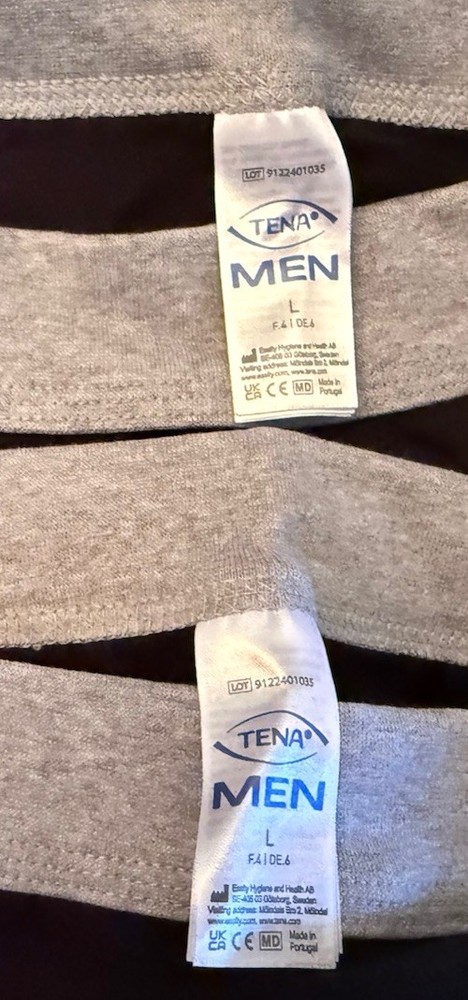 LOT 9122401035
TENA
MEN
L
F.4 | DE.6
Essity Hygiene and Health AB
SE-405 03 Göteborg, Sweden
Visiting address: Mölndals Bro 2, Mölndal
www.essity.com, www.tena.com
UK CA CE MD Made in Portugal
LOT 9122401035
TENA
MEN
L
F.4 | DE.6
Essity Hygiene and Health AB
SE-405 03 Göteborg, Sweden
Visiting address: Mölndals Bro 2, Mölndal
www.essity.com, www.tena.com
UK CA CE MD Made in Portugal